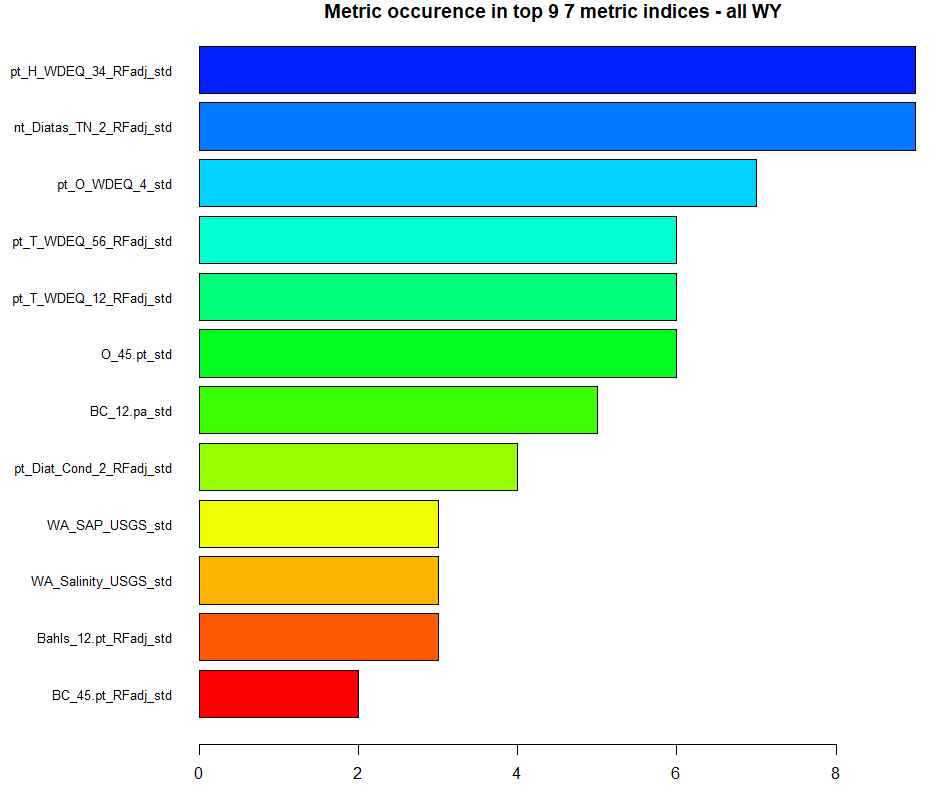 Metric occurence in top 9 7 metric indices - all WY
pt_H_WDEQ_34_RFadj_std
nt_Diatas_TN_2_RFadj_std
pt_O_WDEQ_4_std
pt_T_WDEQ_56_RFadj_std
pt_T_WDEQ_12_RFadj_std
O_45.pt_std
BC_12.pa_std
pt_Diat_Cond_2_RFadj_std
WA_SAP_USGS_std
WA_Salinity_USGS_std
Bahls_12.pt_RFadj_std
BC_45.pt_RFadj_std
0 2 4 6 8